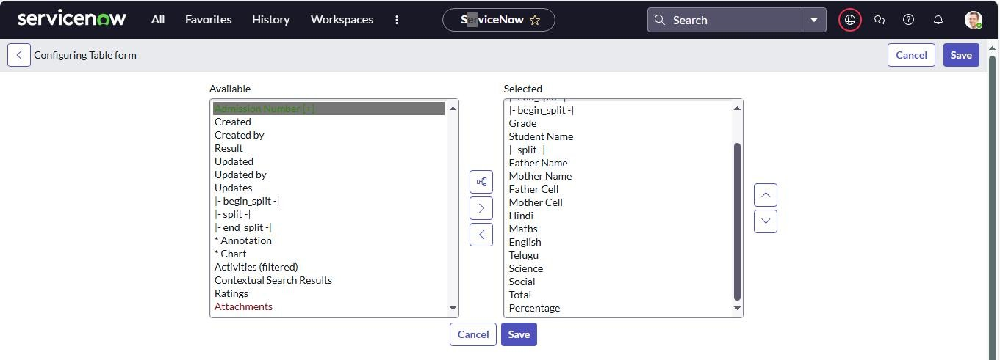 servicenow All Favorites History Workspaces ServiceNow Search
Configuring Table form Cancel Save
Available
Admission Number [+]
Created
Created by
Result
Updated
Updated by
Updates
|- begin_split -|
|- split -|
|- end_split -|
* Annotation
* Chart
Activities (filtered)
Contextual Search Results
Ratings
Attachments
Selected
|- end_split -|
|- begin_split -|
Grade
Student Name
|- split -|
Father Name
Mother Name
Father Cell
Mother Cell
Hindi
Maths
English
Telugu
Science
Social
Total
Percentage
Cancel Save